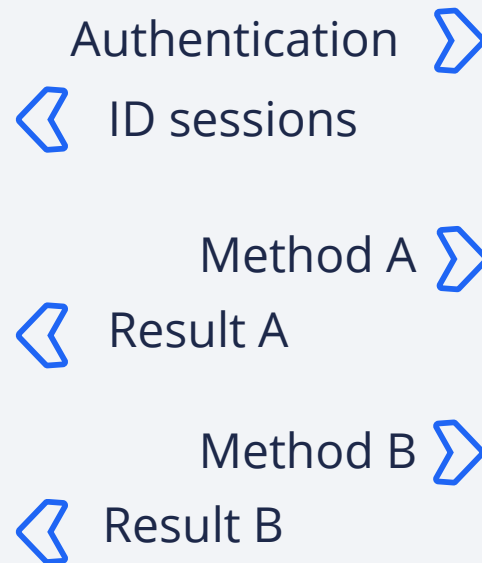 Authentication
ID sessions
Method A
Result A
Method B
Result B